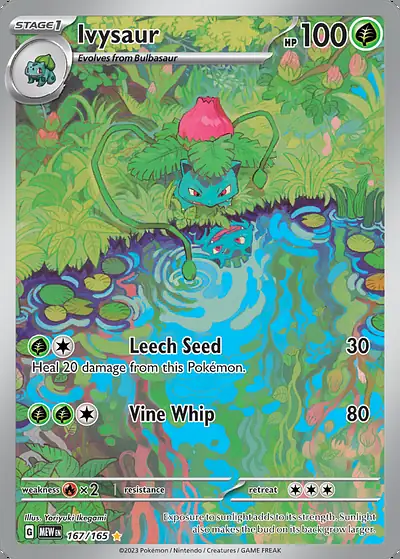 STAGE 1
Ivysaur
HP 100
Evolves from Bulbasaur
Leech Seed 30
Heal 20 damage from this Pokémon.
Vine Whip 80
weakness ×2 resistance retreat
Illus. Yoriyuki Ikegami
G MEW EN 167/165
Exposure to sunlight adds to its strength. Sunlight
also makes the bud on its back grow larger.
©2023 Pokémon / Nintendo / Creatures / GAME FREAK